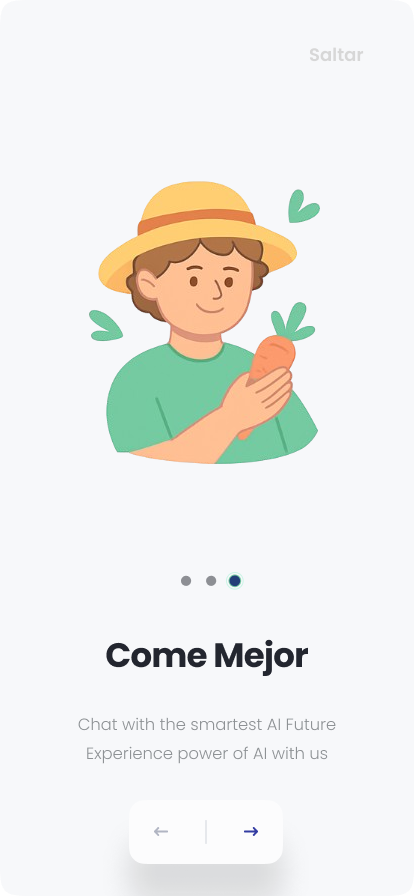 Saltar
Come Mejor
Chat with the smartest AI Future
Experience power of AI with us